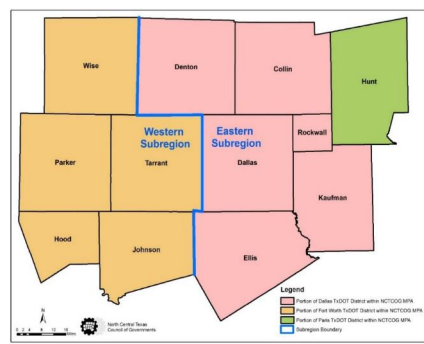 Wise
Denton
Collin
Hunt
Western
Subregion
Eastern
Subregion
Rockwall
Parker
Tarrant
Dallas
Kaufman
Hood
Johnson
Ellis
Legend
Portion of Dallas TxDOT District within NCTCOG MPA
Portion of Fort Worth TxDOT District within NCTCOG MPA
Portion of Paris TxDOT District within NCTCOG MPA
Subregion Boundary
N
North Central Texas
Council of Governments
Miles